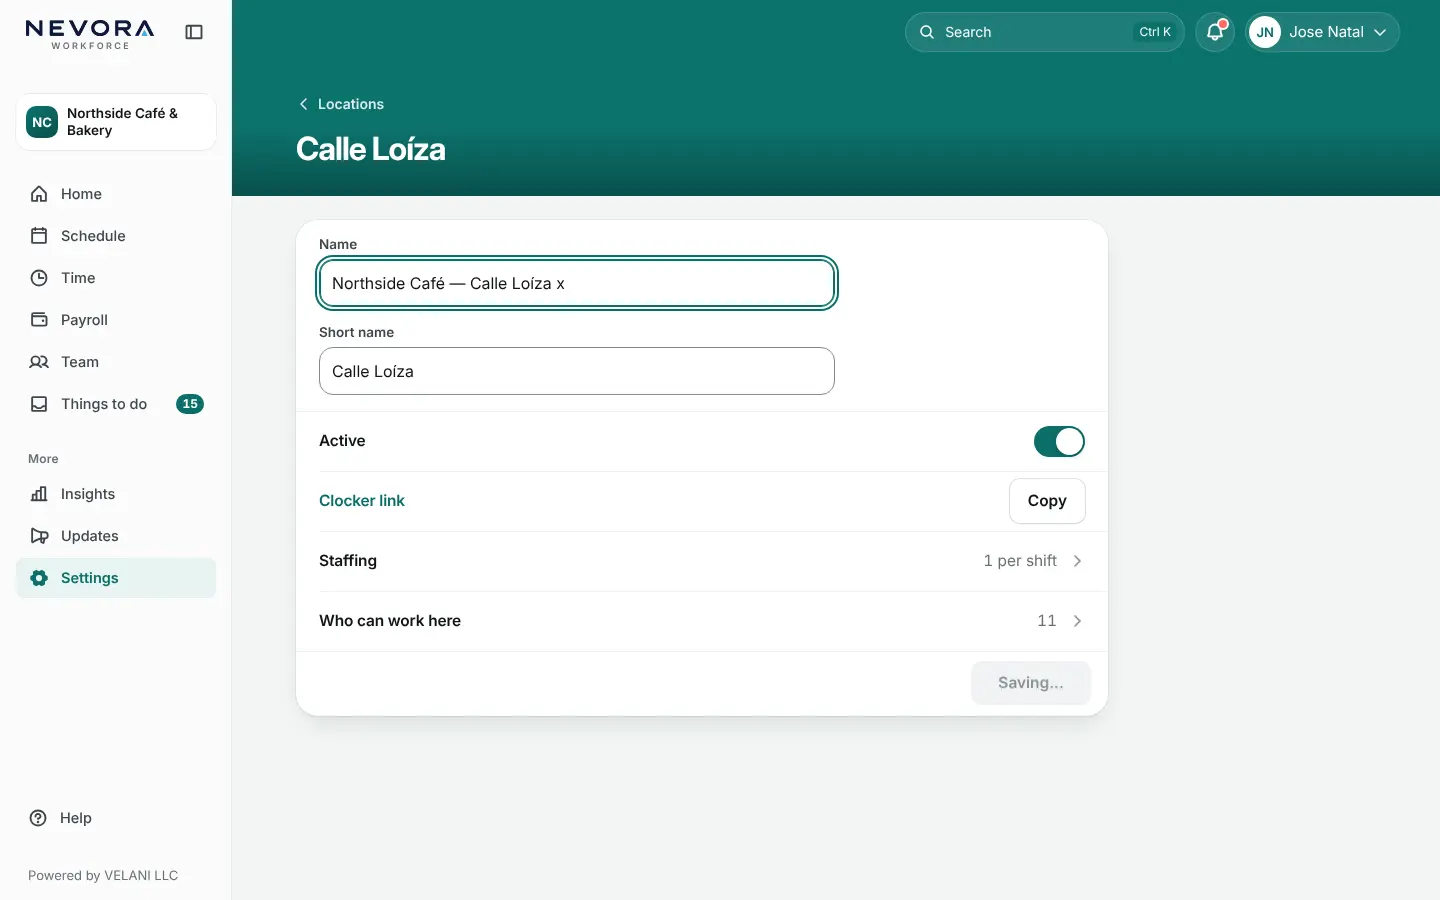 NEVORA
WORKFORCE
Search
Ctrl K
JN
Jose Natal
NC
Northside Café &
Bakery
Locations
Calle Loíza
Home
Schedule
Time
Payroll
Team
Things to do
15
More
Insights
Updates
Settings
Help
Powered by VELANI LLC
Name
Northside Café — Calle Loíza x
Short name
Calle Loíza
Active
Clocker link
Copy
Staffing
1 per shift
Who can work here
11
Saving...